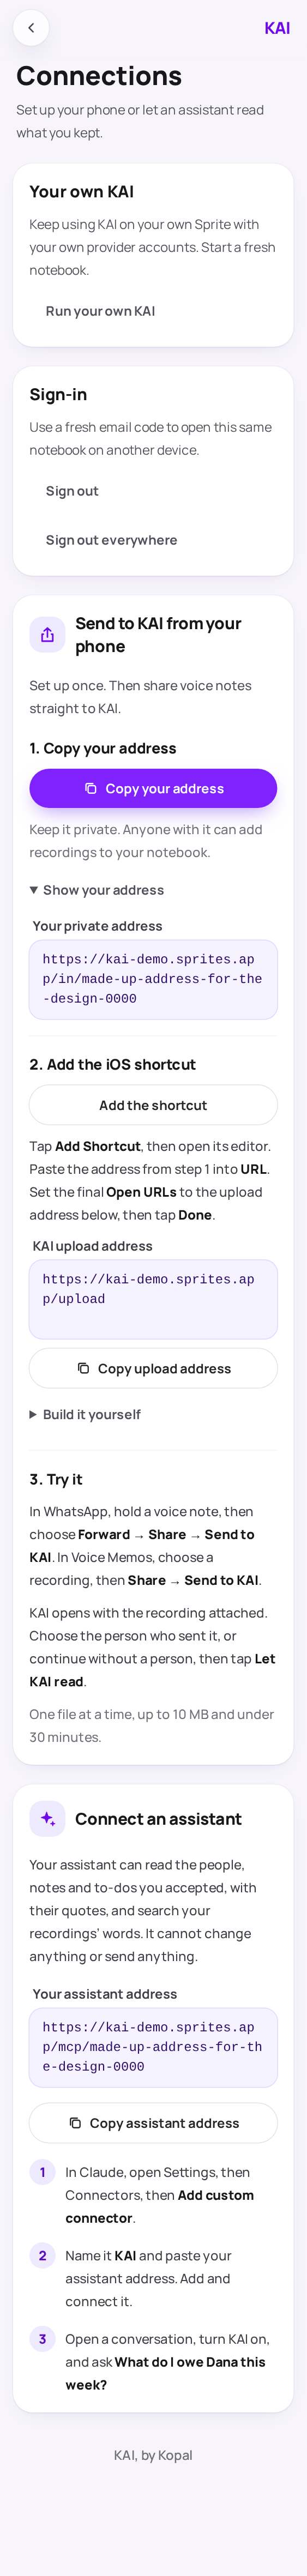 KAI
Connections
Set up your phone or let an assistant read
what you kept.
Your own KAI
Keep using KAI on your own Sprite with
your own provider accounts. Start a fresh
notebook.
Run your own KAI
Sign-in
Use a fresh email code to open this same
notebook on another device.
Sign out
Sign out everywhere
Send to KAI from your
phone
Set up once. Then share voice notes
straight to KAI.
1. Copy your address
Copy your address
Keep it private. Anyone with it can add
recordings to your notebook.
▼ Show your address
Your private address
https://kai-demo.sprites.ap
p/in/made-up-address-for-the
-design-0000
2. Add the iOS shortcut
Add the shortcut
Tap Add Shortcut, then open its editor.
Paste the address from step 1 into URL.
Set the final Open URLs to the upload
address below, then tap Done.
KAI upload address
https://kai-demo.sprites.ap
p/upload
Copy upload address
▶ Build it yourself
3. Try it
In WhatsApp, hold a voice note, then
choose Forward → Share → Send to
KAI. In Voice Memos, choose a
recording, then Share → Send to KAI.
KAI opens with the recording attached.
Choose the person who sent it, or
continue without a person, then tap Let
KAI read.
One file at a time, up to 10 MB and under
30 minutes.
Connect an assistant
Your assistant can read the people,
notes and to-dos you accepted, with
their quotes, and search your
recordings’ words. It cannot change
anything or send anything.
Your assistant address
https://kai-demo.sprites.ap
p/mcp/made-up-address-for-th
e-design-0000
Copy assistant address
1 In Claude, open Settings, then
Connectors, then Add custom
connector.
2 Name it KAI and paste your
assistant address. Add and
connect it.
3 Open a conversation, turn KAI on,
and ask What do I owe Dana this
week?
KAI, by Kopal